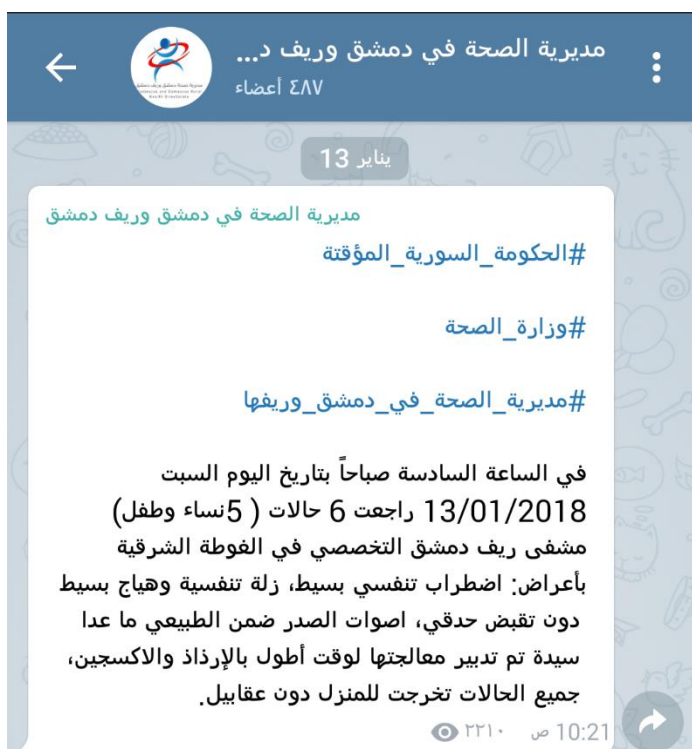 مديرية الصحة في دمشق وريف د...
٤٨٧ أعضاء
يناير 13
مديرية الصحة في دمشق وريف دمشق
#الحكومة_السورية_المؤقتة
#وزارة_الصحة
#مديرية_الصحة_في_دمشق_وريفها
في الساعة السادسة صباحاً بتاريخ اليوم السبت
13/01/2018 راجعت 6 حالات ( 5نساء وطفل)
مشفى ريف دمشق التخصصي في الغوطة الشرقية
بأعراض: اضطراب تنفسي بسيط، زلة تنفسية وهياج بسيط
دون تقبض حدقي، اصوات الصدر ضمن الطبيعي ما عدا
سيدة تم تدبير معالجتها لوقت أطول بالإرذاذ والاكسجين،
جميع الحالات تخرجت للمنزل دون عقابيل.
٢٢١٠ 10:21 ص